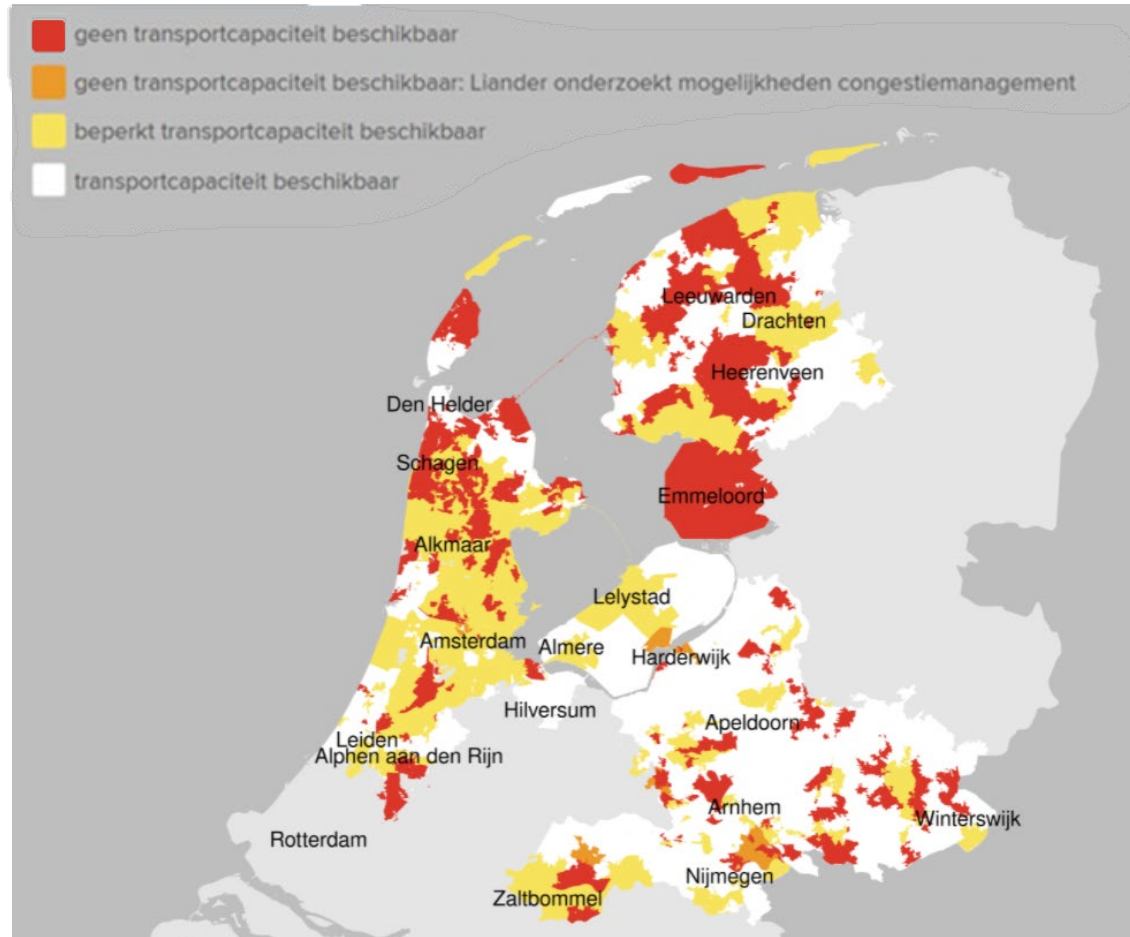 geen transportcapaciteit beschikbaar
geen transportcapaciteit beschikbaar: Liander onderzoekt mogelijkheden congestiemanagement
beperkt transportcapaciteit beschikbaar
transportcapaciteit beschikbaar
Leeuwarden
Drachten
Heerenveen
Den Helder
Schagen
Emmeloord
Alkmaar
Lelystad
Amsterdam
Almere
Harderwijk
Hilversum
Apeldoorn
Leiden
Alphen aan den Rijn
Arnhem
Winterswijk
Rotterdam
Nijmegen
Zaltbommel